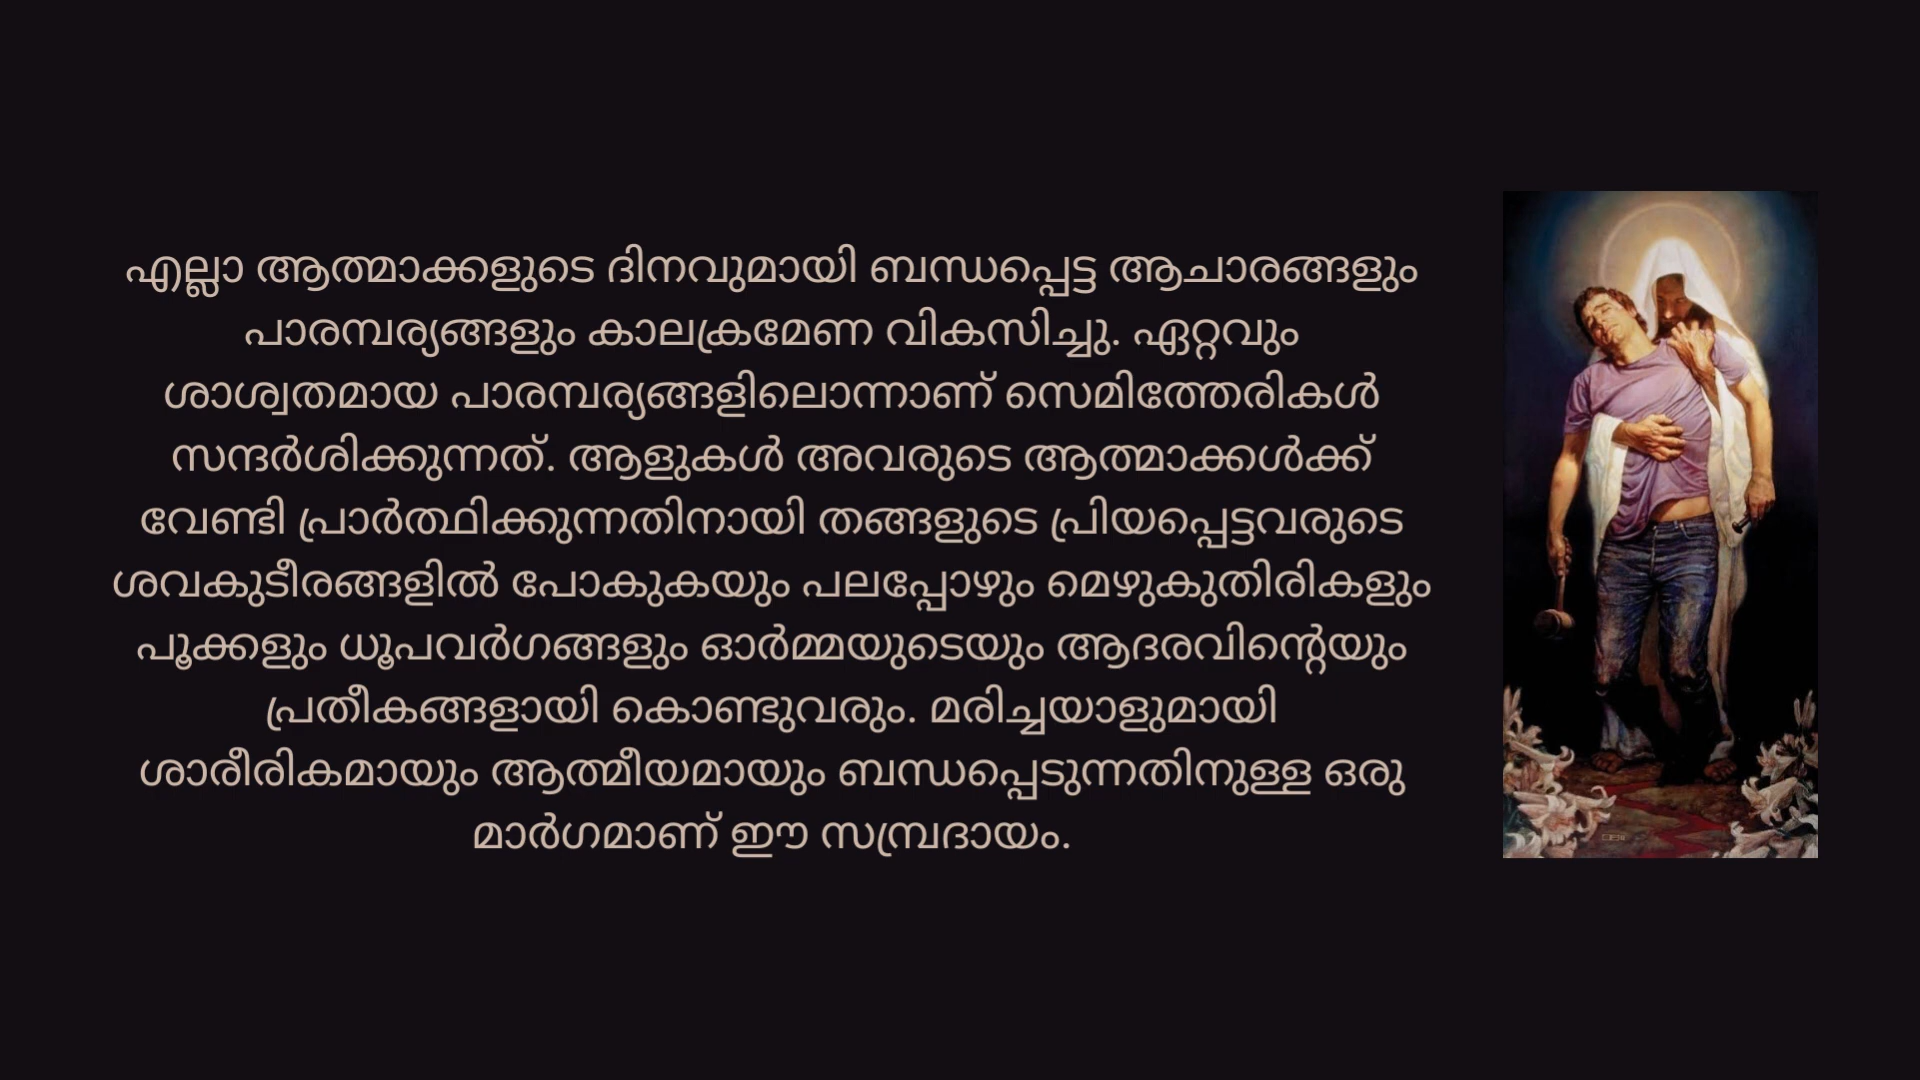 എല്ലാ ആത്മാക്കളുടെ ദിനവുമായി ബന്ധപ്പെട്ട ആചാരങ്ങളും
പാരമ്പര്യങ്ങളും കാലക്രമേണ വികസിച്ചു. ഏറ്റവും
ശാശ്വതമായ പാരമ്പര്യങ്ങളിലൊന്നാണ് സെമിത്തേരികൾ
സന്ദർശിക്കുന്നത്. ആളുകൾ അവരുടെ ആത്മാക്കൾക്ക്
വേണ്ടി പ്രാർത്ഥിക്കുന്നതിനായി തങ്ങളുടെ പ്രിയപ്പെട്ടവരുടെ
ശവകുടീരങ്ങളിൽ പോകുകയും പലപ്പോഴും മെഴുകുതിരികളും
പൂക്കളും ധൂപവർഗങ്ങളും ഓർമ്മയുടെയും ആദരവിന്റെയും
പ്രതീകങ്ങളായി കൊണ്ടുവരും. മരിച്ചയാളുമായി
ശാരീരികമായും ആത്മീയമായും ബന്ധപ്പെടുന്നതിനുള്ള ഒരു
മാർഗമാണ് ഈ സമ്പ്രദായം.